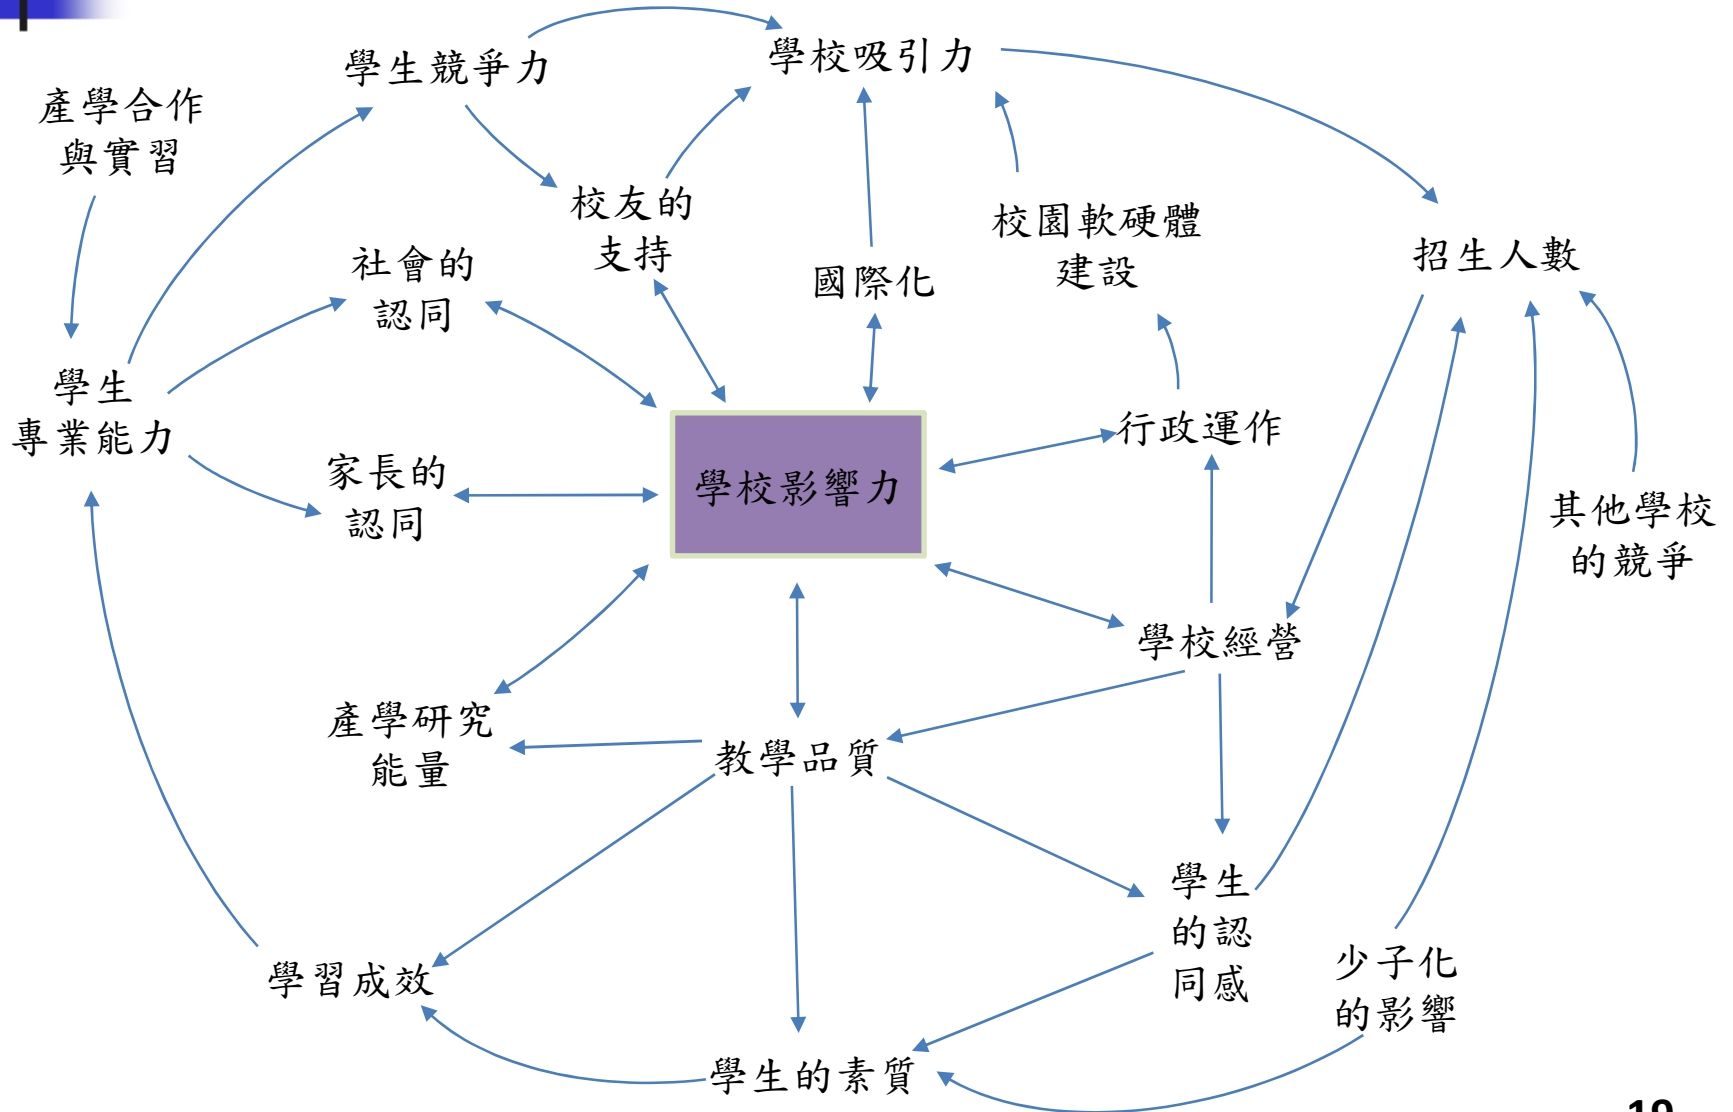 學生競爭力
學校吸引力
產學合作
與實習
校友的
支持
校園軟硬體
建設
招生人數
社會的
認同
國際化
學生
專業能力
行政運作
家長的
認同
學校影響力
其他學校
的競爭
學校經營
產學研究
能量
教學品質
學生
的認
同感
學習成效
少子化
的影響
學生的素質